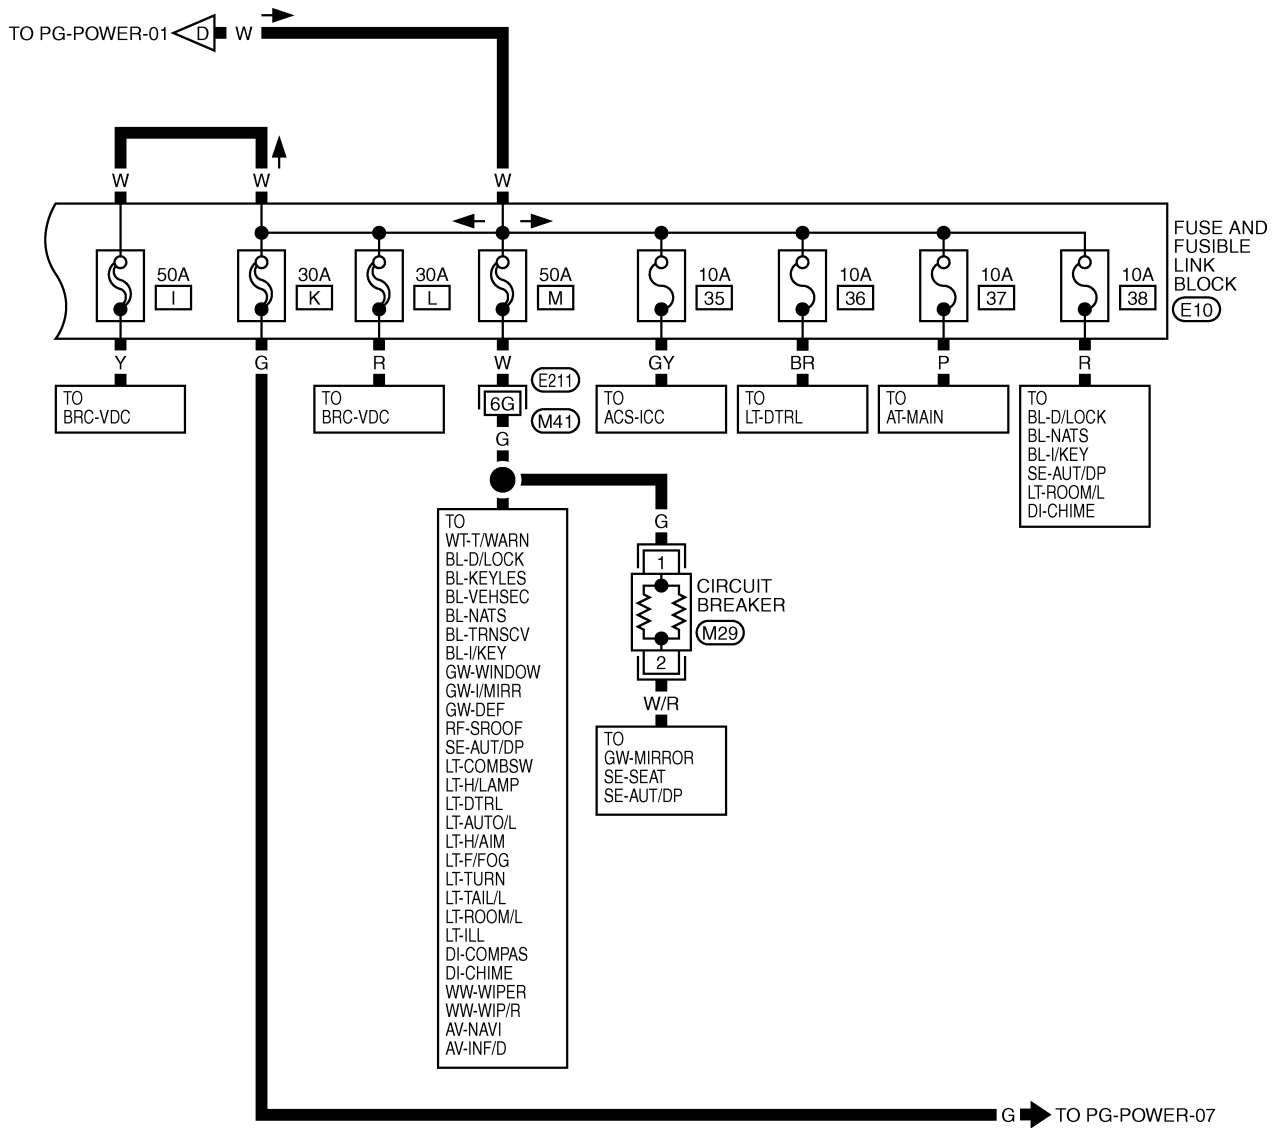 TO PG-POWER-01 D W
W W W
FUSE AND
FUSIBLE
LINK
BLOCK
E10
50A
I
30A
K
30A
L
50A
M
10A
35
10A
36
10A
37
10A
38
Y G R W GY BR P R
TO
BRC-VDC
TO
BRC-VDC
E211
6G
M41
G
TO
ACS-ICC
TO
LT-DTRL
TO
AT-MAIN
TO
BL-D/LOCK
BL-NATS
BL-I/KEY
SE-AUT/DP
LT-ROOM/L
DI-CHIME
TO
WT-T/WARN
BL-D/LOCK
BL-KEYLES
BL-VEHSEC
BL-NATS
BL-TRNSCV
BL-I/KEY
GW-WINDOW
GW-I/MIRR
GW-DEF
RF-SROOF
SE-AUT/DP
LT-COMBSW
LT-H/LAMP
LT-DTRL
LT-AUTO/L
LT-H/AIM
LT-F/FOG
LT-TURN
LT-TAIL/L
LT-ROOM/L
LT-ILL
DI-COMPAS
DI-CHIME
WW-WIPER
WW-WIP/R
AV-NAVI
AV-INF/D
G
1
CIRCUIT
BREAKER
M29
2
W/R
TO
GW-MIRROR
SE-SEAT
SE-AUT/DP
G TO PG-POWER-07